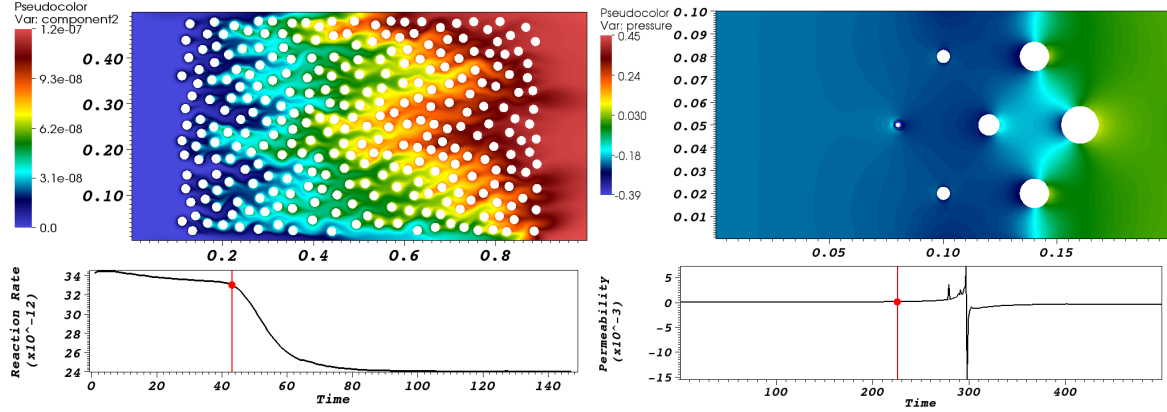 Pseudocolor
Var: component2
1.2e-07
9.3e-08
6.2e-08
3.1e-08
0.0
0.40
0.30
0.20
0.10
0.2 0.4 0.6 0.8
Reaction Rate
(x10^-12)
34
32
30
28
26
24
0 20 40 60 80 100 120 140
Time
Pseudocolor
Var: pressure
0.45
0.24
0.030
-0.18
-0.39
0.10
0.09
0.08
0.07
0.06
0.05
0.04
0.03
0.02
0.01
0.05 0.10 0.15
Permeability
(x10^-3)
5
0
-5
-10
-15
100 200 300 400
Time